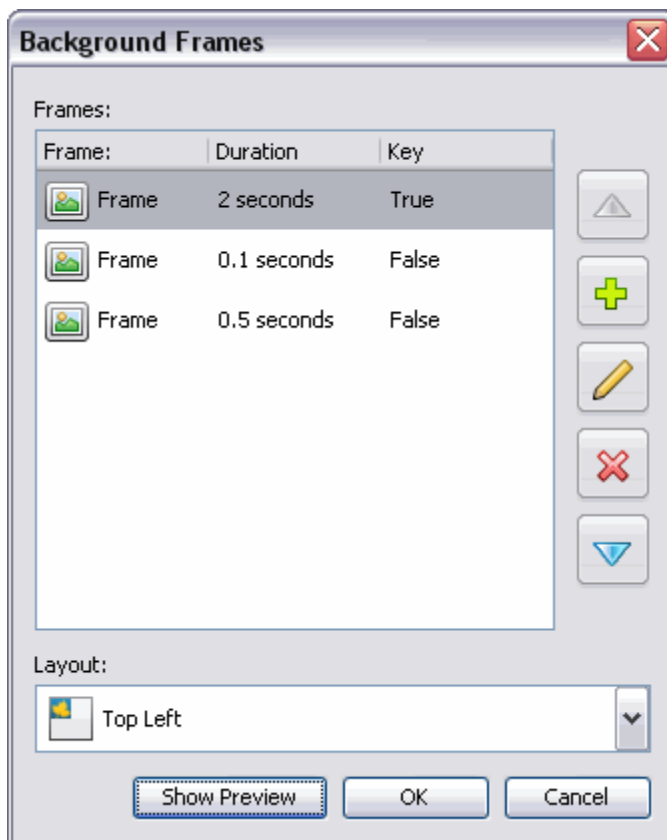 Background Frames
Frames:
Frame: Duration Key
Frame 2 seconds True
Frame 0.1 seconds False
Frame 0.5 seconds False
Layout:
Top Left
Show Preview OK Cancel